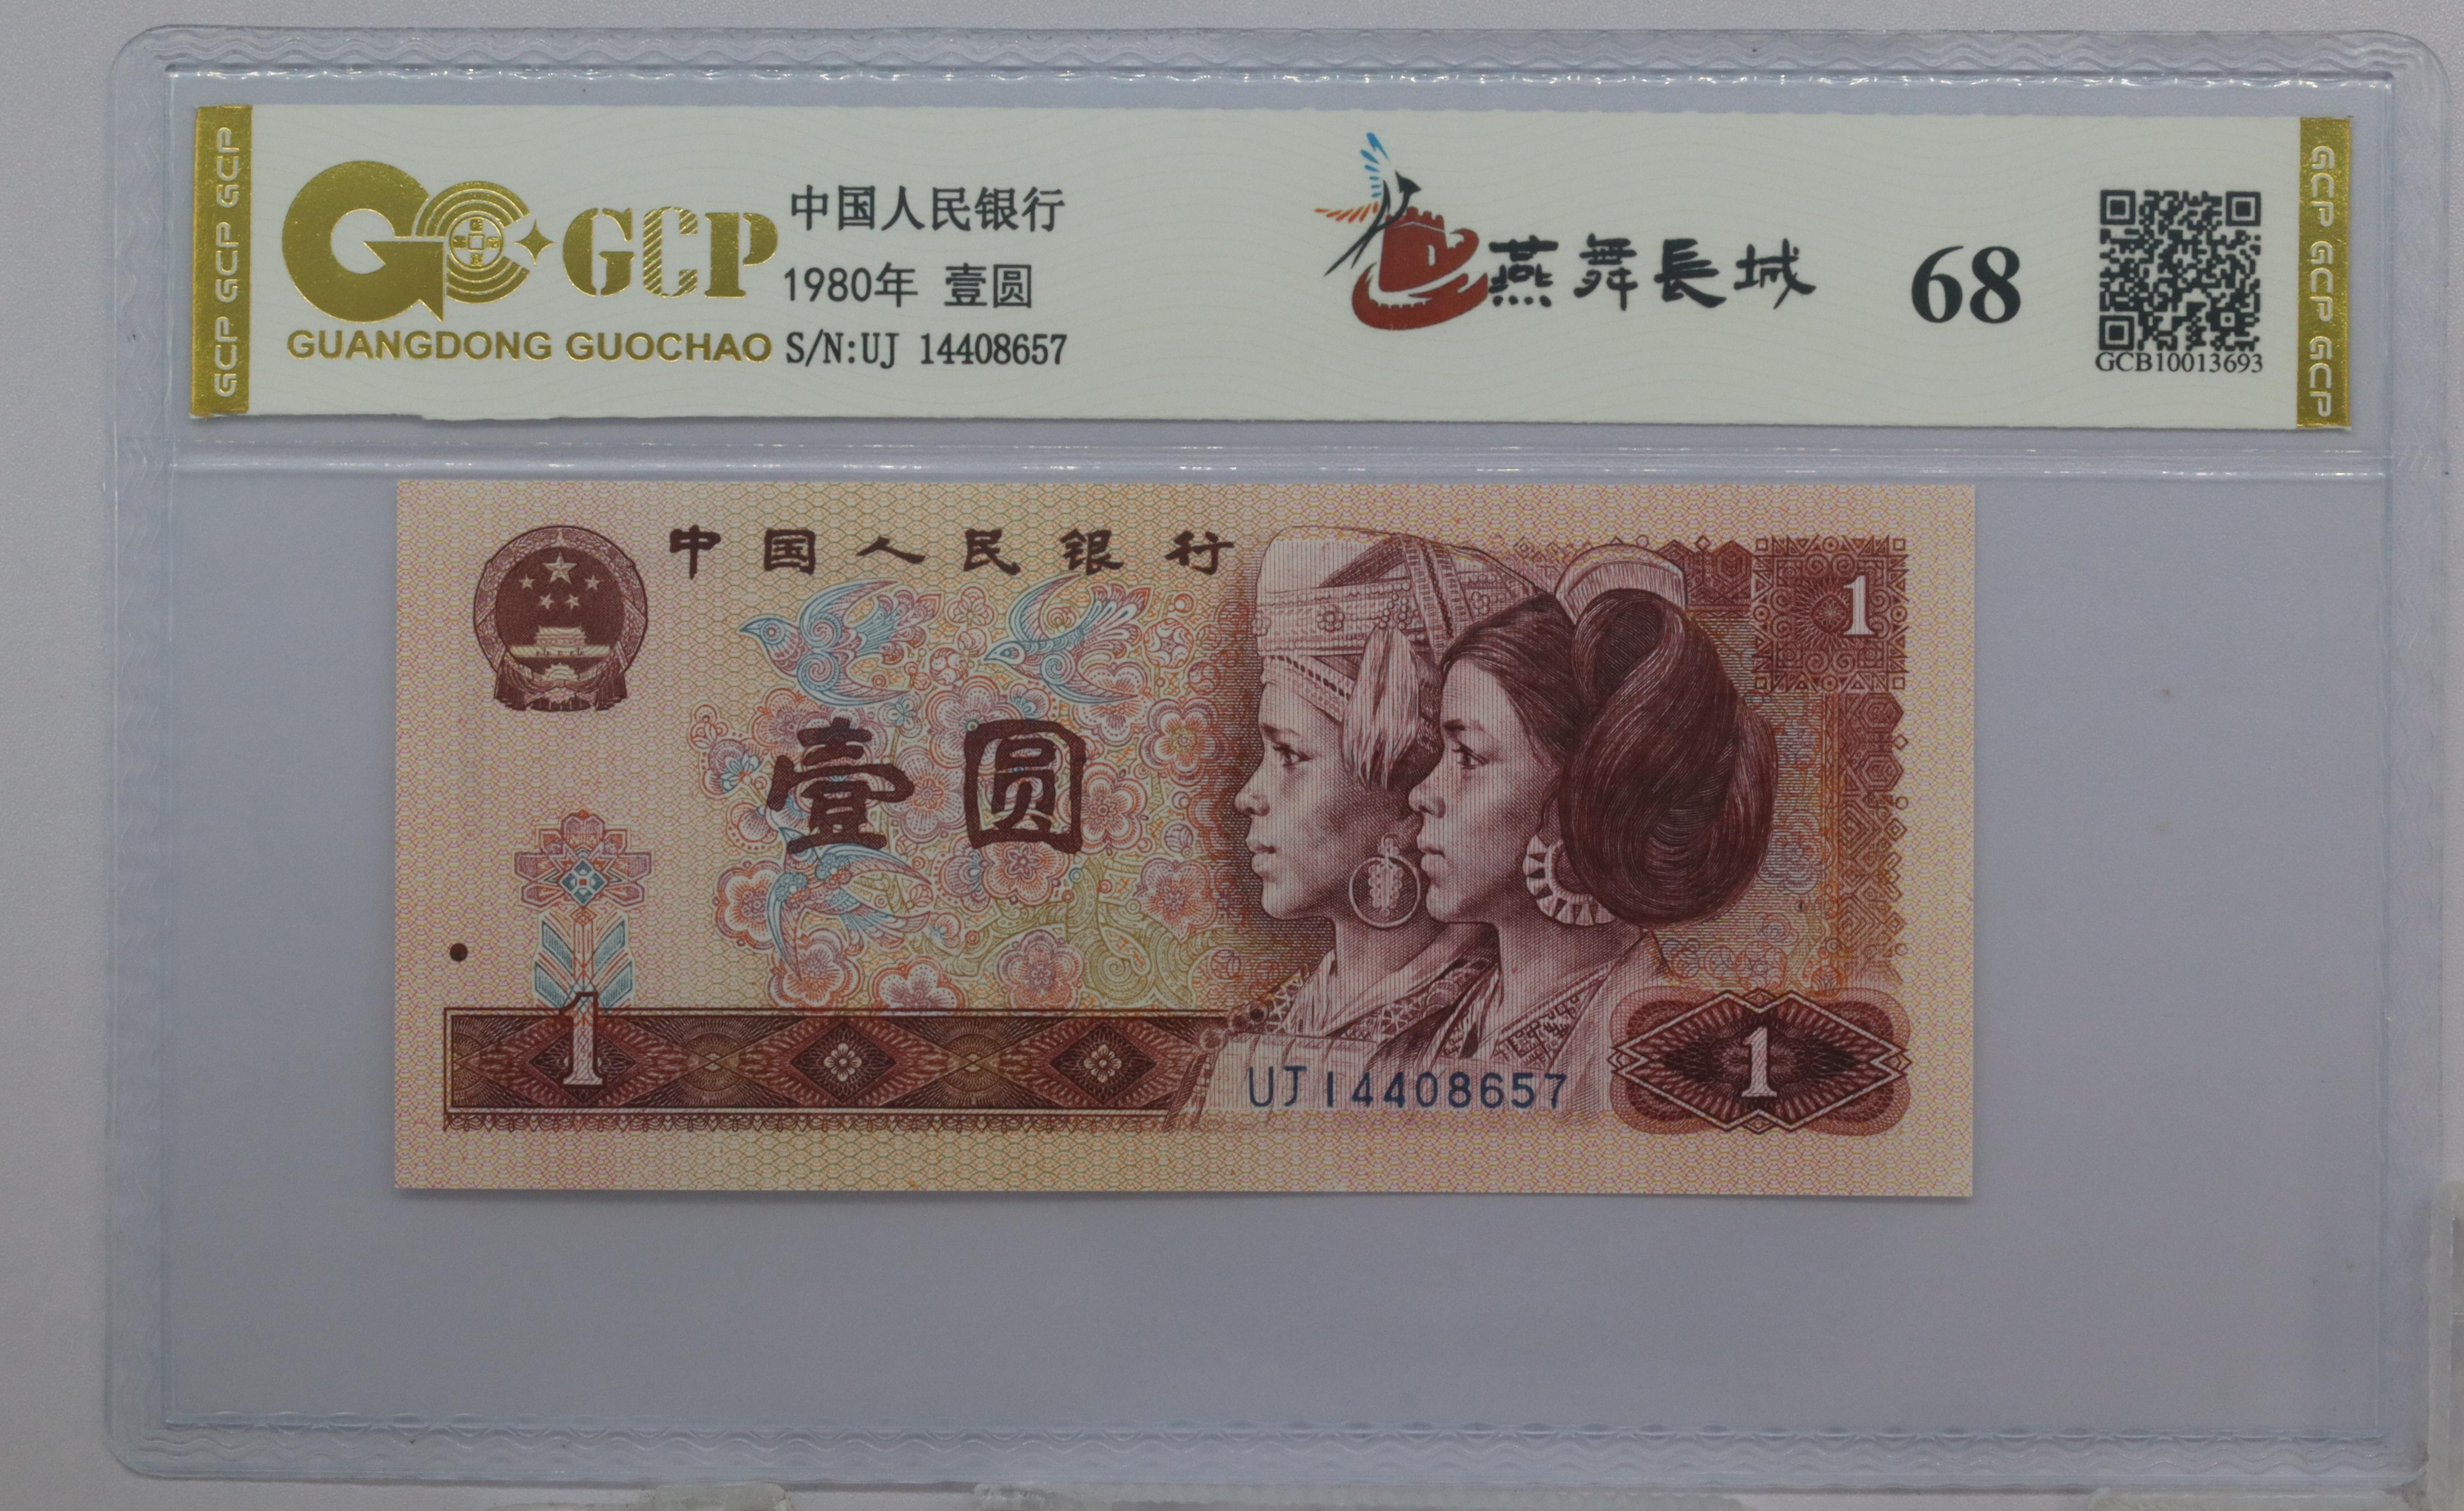 GCP GCP GCP
GCP
GUANGDONG GUOCHAO
中国人民银行
1980年 壹圆
S/N:UJ 14408657
燕舞長城
68
GCB10013693
GCP GCP GCP
中国人民银行
1
壹圆
1
UJ14408657
1